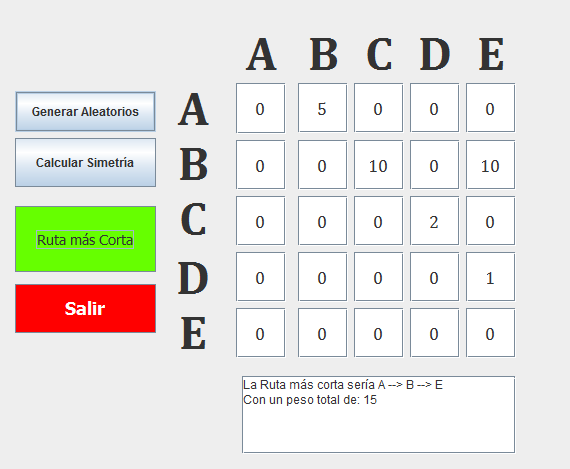 A B C D E
Generar Aleatorios
Calcular Simetría
Ruta más Corta
Salir
A 0 5 0 0 0
B 0 0 10 0 10
C 0 0 0 2 0
D 0 0 0 0 1
E 0 0 0 0 0
La Ruta más corta sería A --> B --> E
Con un peso total de: 15